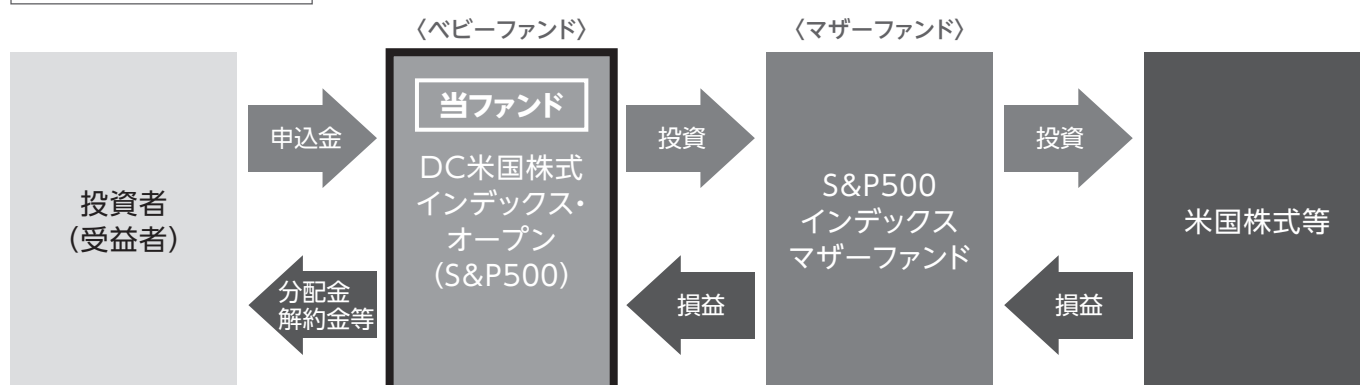 〈ベビーファンド〉
〈マザーファンド〉
投資者
(受益者)
申込金
分配金
解約金等
当ファンド
DC米国株式
インデックス・
オープン
(S&P500)
投資
損益
S&P500
インデックス
マザーファンド
投資
損益
米国株式等